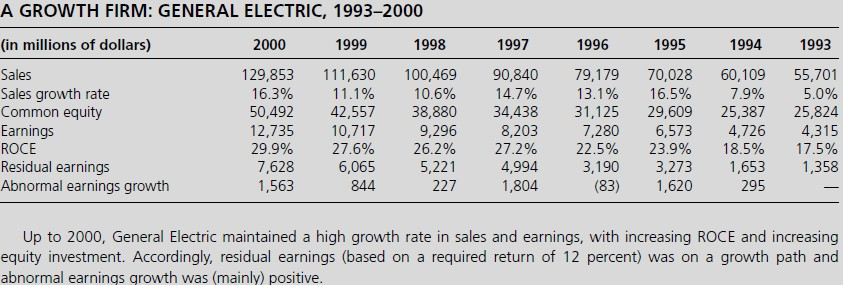 A GROWTH FIRM: GENERAL ELECTRIC, 1993–2000
(in millions of dollars) 2000 1999 1998 1997 1996 1995 1994 1993
Sales 129,853 111,630 100,469 90,840 79,179 70,028 60,109 55,701
Sales growth rate 16.3% 11.1% 10.6% 14.7% 13.1% 16.5% 7.9% 5.0%
Common equity 50,492 42,557 38,880 34,438 31,125 29,609 25,387 25,824
Earnings 12,735 10,717 9,296 8,203 7,280 6,573 4,726 4,315
ROCE 29.9% 27.6% 26.2% 27.2% 22.5% 23.9% 18.5% 17.5%
Residual earnings 7,628 6,065 5,221 4,994 3,190 3,273 1,653 1,358
Abnormal earnings growth 1,563 844 227 1,804 (83) 1,620 295 —
Up to 2000, General Electric maintained a high growth rate in sales and earnings, with increasing ROCE and increasing
equity investment. Accordingly, residual earnings (based on a required return of 12 percent) was on a growth path and
abnormal earnings growth was (mainly) positive.